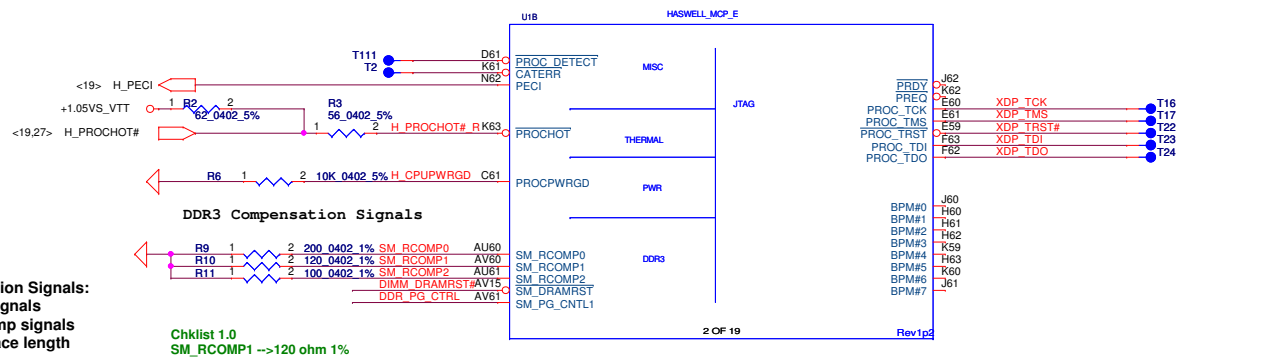 U1B HASWELL_MCP_E
T111 D61 PROC_DETECT MISC
T2 K61 CATERR
<19> H_PECI N62 PECI
PRDY J62
PREQ K62
JTAG
+1.05VS_VTT 1 R2 2 62_0402_5%
R3
PROC_TCK E60 XDP_TCK T16
PROC_TMS E61 XDP_TMS T17
<19,27> H_PROCHOT# 1 56_0402_5% 2 H_PROCHOT#_R K63 PROCHOT
PROC_TRST E59 XDP_TRST# T22
THERMAL
PROC_TDI F63 XDP_TDI T23
PROC_TDO F62 XDP_TDO T24
R6 1 2 10K_0402_5% H_CPUPWRGD C61 PROCPWRGD
PWR
DDR3 Compensation Signals
BPM#0 J60
BPM#1 H60
BPM#2 H61
BPM#3 H62
BPM#4 K59
BPM#5 H63
BPM#6 K60
BPM#7 J61
R9 1 2 200_0402_1% SM_RCOMP0 AU60 SM_RCOMP0
R10 1 2 120_0402_1% SM_RCOMP1 AV60 SM_RCOMP1
DDR3
R11 1 2 100_0402_1% SM_RCOMP2 AU61 SM_RCOMP2
DIMM_DRAMRST# AV15 SM_DRAMRST
DDR_PG_CTRL AV61 SM_PG_CNTL1
ion Signals:
ignals
mp signals
ace length
2 OF 19 Rev1p2
Chklist 1.0
SM_RCOMP1 -->120 ohm 1%